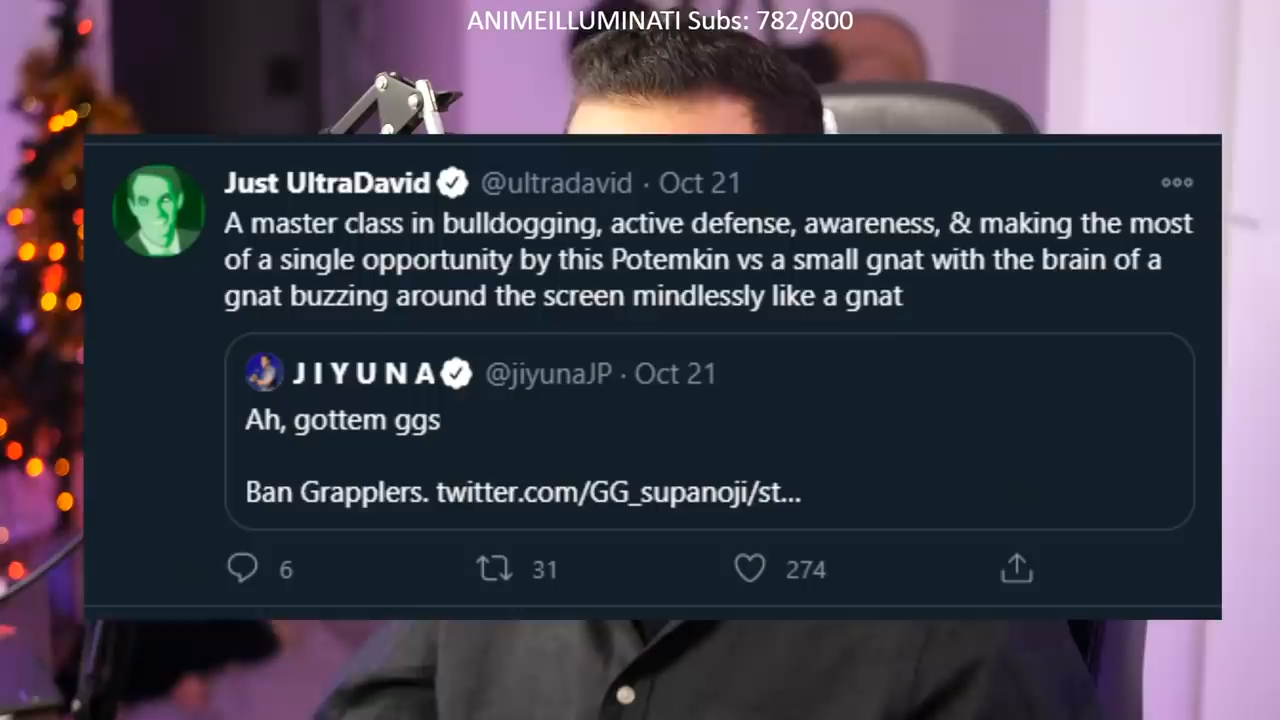 ANIMEILLUMINATI Subs: 782/800
Just UltraDavid @ultradavid · Oct 21
A master class in bulldogging, active defense, awareness, & making the most
of a single opportunity by this Potemkin vs a small gnat with the brain of a
gnat buzzing around the screen mindlessly like a gnat
J I Y U N A @jiyunaJP · Oct 21
Ah, gottem ggs
Ban Grapplers. twitter.com/GG_supanoji/st...
6 31 274